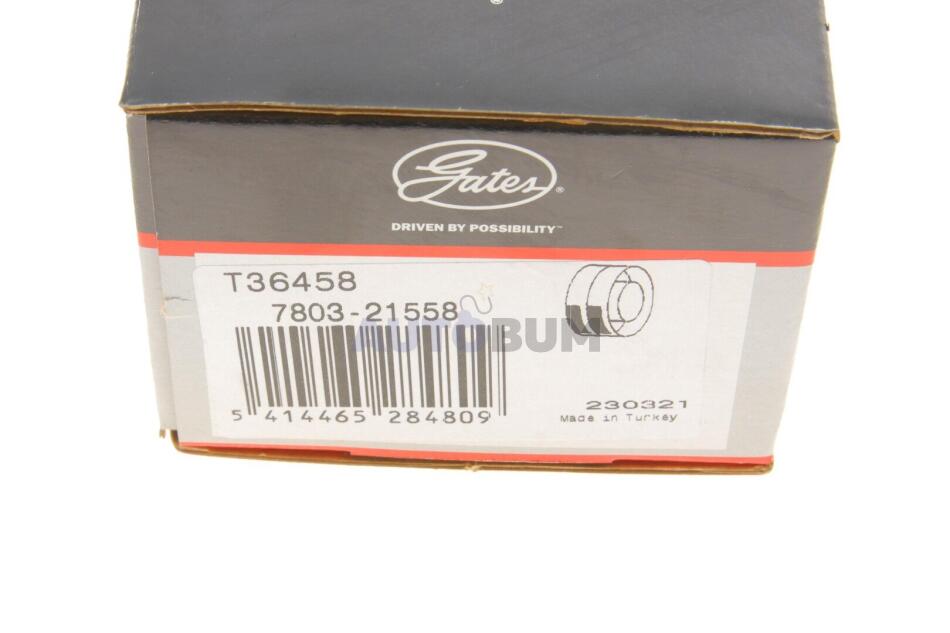 ®
Gates®
DRIVEN BY POSSIBILITY™
T36458
7803-21558
AUTOBUM
5 414465 284809
230321
Made in Turkey